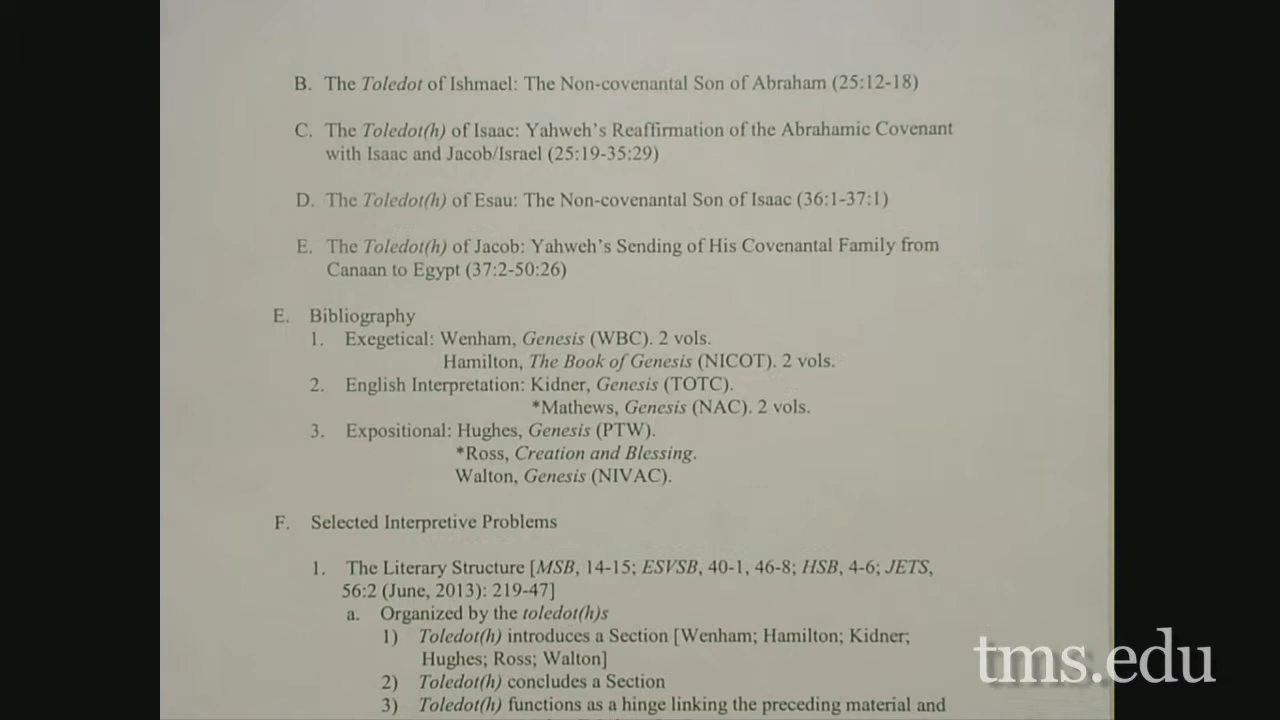 B. The Toledot of Ishmael: The Non-covenantal Son of Abraham (25:12-18)
C. The Toledot(h) of Isaac: Yahweh's Reaffirmation of the Abrahamic Covenant
with Isaac and Jacob/Israel (25:19-35:29)
D. The Toledot(h) of Esau: The Non-covenantal Son of Isaac (36:1-37:1)
E. The Toledot(h) of Jacob: Yahweh's Sending of His Covenantal Family from
Canaan to Egypt (37:2-50:26)
E. Bibliography
1. Exegetical: Wenham, Genesis (WBC). 2 vols.
Hamilton, The Book of Genesis (NICOT). 2 vols.
2. English Interpretation: Kidner, Genesis (TOTC).
*Mathews, Genesis (NAC). 2 vols.
3. Expositional: Hughes, Genesis (PTW).
*Ross, Creation and Blessing.
Walton, Genesis (NIVAC).
F. Selected Interpretive Problems
1. The Literary Structure [MSB, 14-15; ESVSB, 40-1, 46-8; HSB, 4-6; JETS,
56:2 (June, 2013): 219-47]
a. Organized by the toledot(h)s
1) Toledot(h) introduces a Section [Wenham; Hamilton; Kidner;
Hughes; Ross; Walton]
2) Toledot(h) concludes a Section
3) Toledot(h) functions as a hinge linking the preceding material and
tms.edu